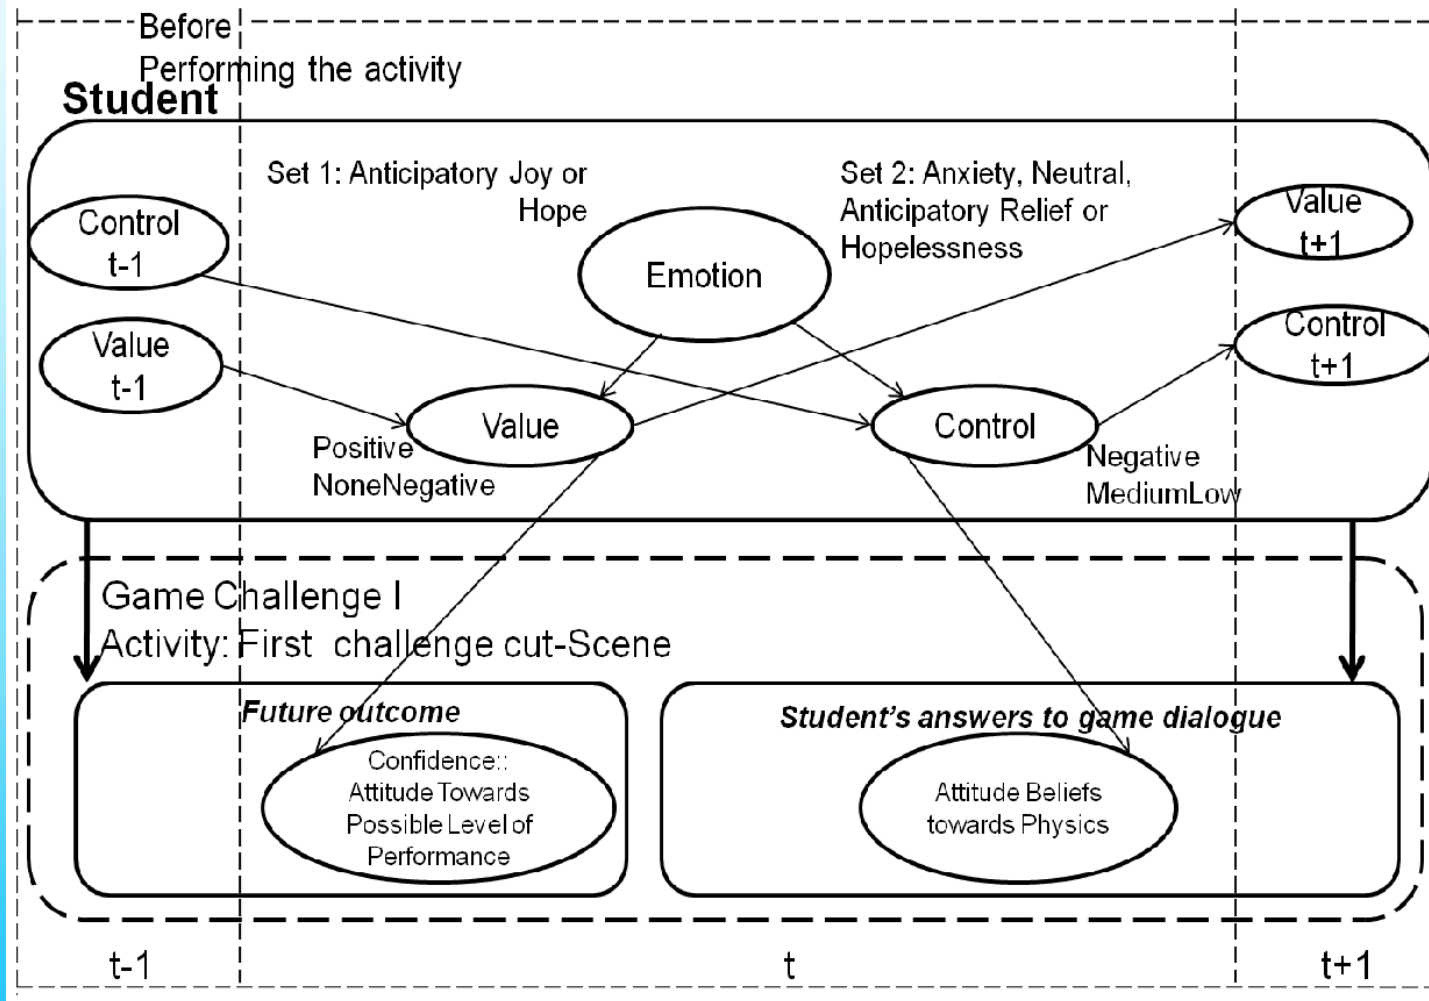 Before
Performing the activity
Student
Set 1: Anticipatory Joy or
Hope
Set 2: Anxiety, Neutral,
Anticipatory Relief or
Hopelessness
Control
t-1
Value
t-1
Emotion
Value
t+1
Control
t+1
Value
Control
Positive
NoneNegative
Negative
MediumLow
Game Challenge I
Activity: First challenge cut-Scene
Future outcome
Confidence::
Attitude Towards
Possible Level of
Performance
Student's answers to game dialogue
Attitude Beliefs
towards Physics
t-1
t
t+1